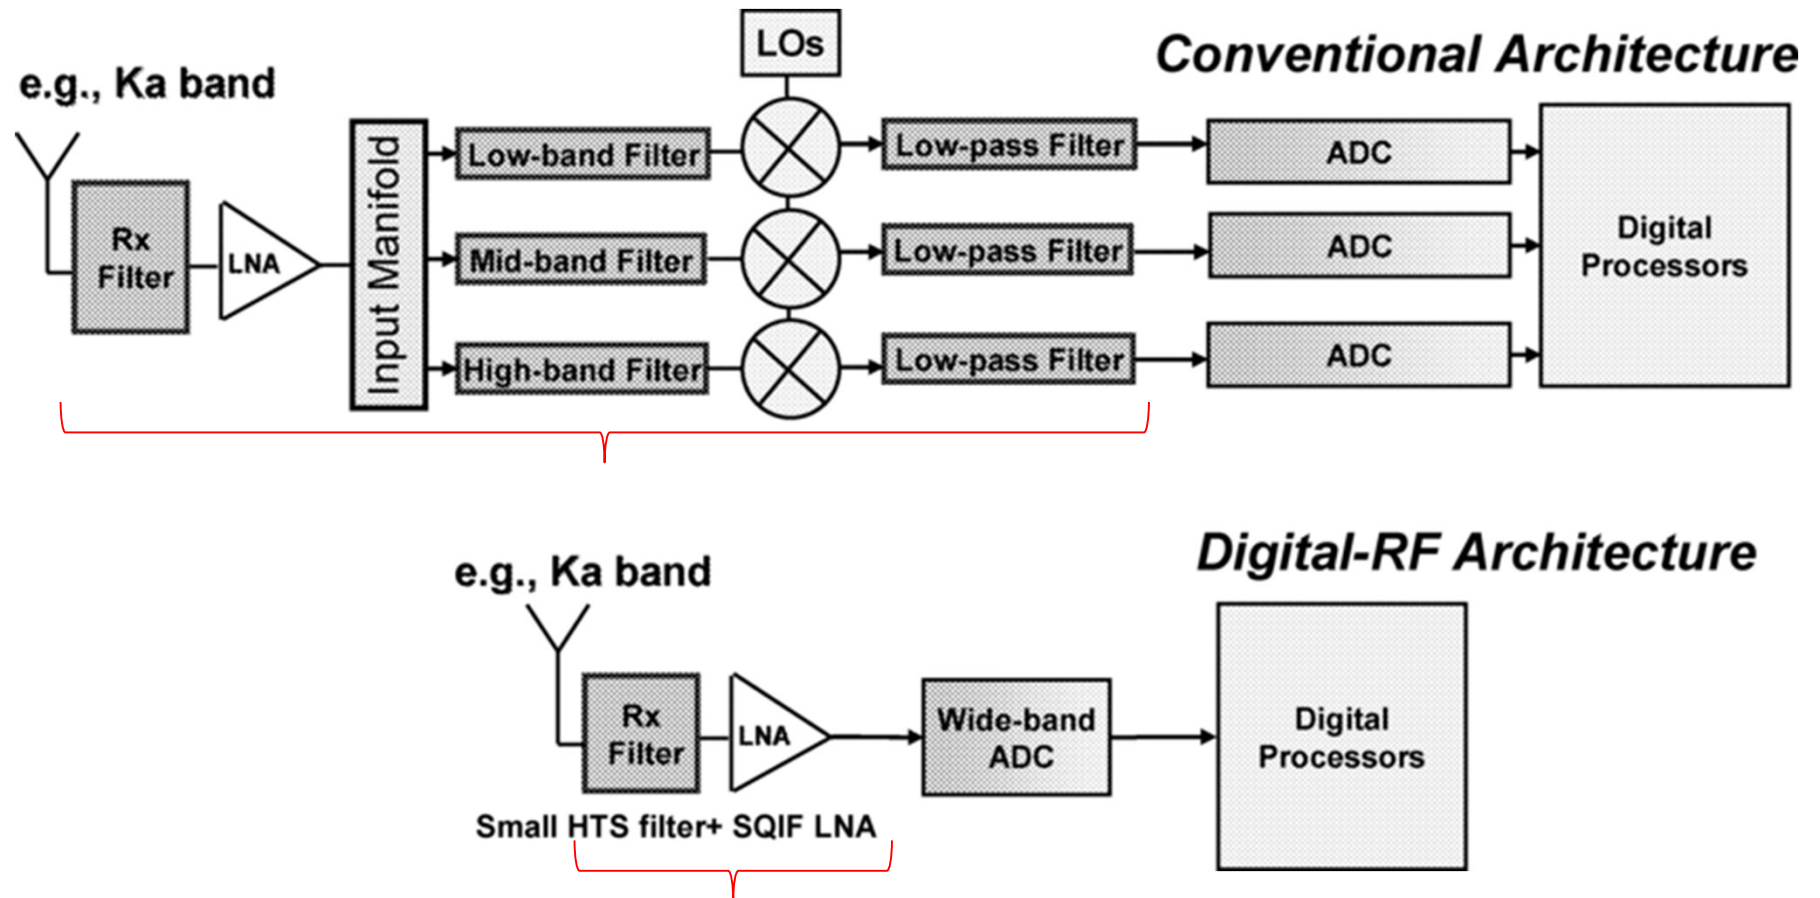 LOs
Conventional Architecture
e.g., Ka band
Rx
Filter
LNA
Input Manifold
Low-band Filter
Low-pass Filter
ADC
Mid-band Filter
Low-pass Filter
ADC
High-band Filter
Low-pass Filter
ADC
Digital
Processors
Digital-RF Architecture
e.g., Ka band
Rx
Filter
LNA
Wide-band
ADC
Digital
Processors
Small HTS filter+ SQIF LNA